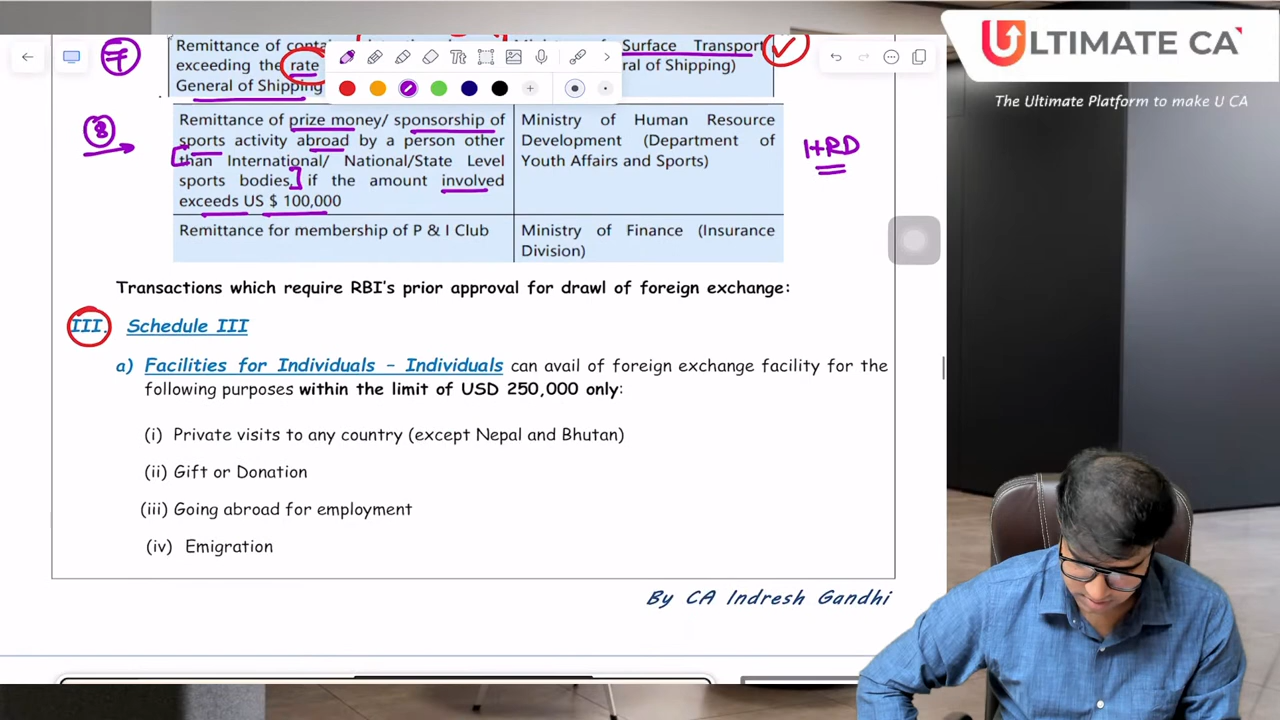 ULTIMATE CA
The Ultimate Platform to make U CA
7
Surface Transport
exceeding the rate
ral of Shipping)
General of Shipping
8
Remittance of prize money/ sponsorship of
sports activity abroad by a person other
than International/ National/State Level
sports bodies, if the amount involved
exceeds US $ 100,000
Ministry of Human Resource
Development (Department of
Youth Affairs and Sports)
HRD
Remittance for membership of P & I Club
Ministry of Finance (Insurance
Division)
Transactions which require RBI's prior approval for drawl of foreign exchange:
III. Schedule III
a) Facilities for Individuals – Individuals can avail of foreign exchange facility for the
following purposes within the limit of USD 250,000 only:
(i) Private visits to any country (except Nepal and Bhutan)
(ii) Gift or Donation
(iii) Going abroad for employment
(iv) Emigration
By CA Indresh Gandhi